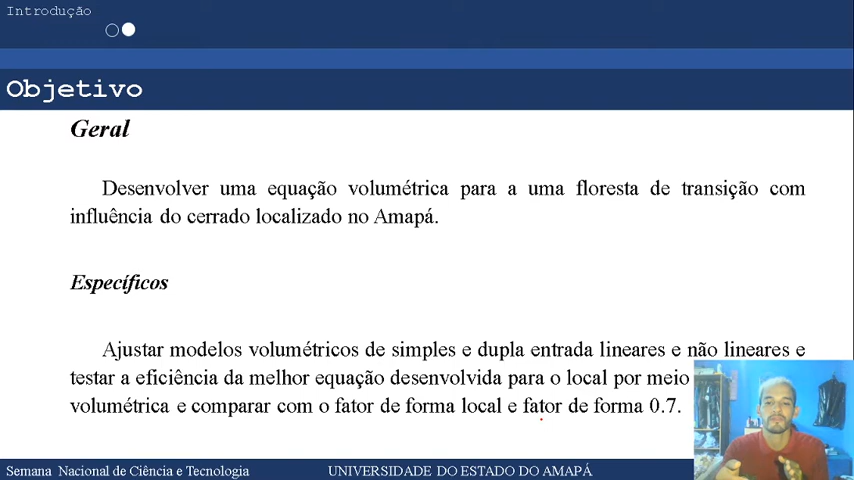 Introdução
Objetivo
Geral
Desenvolver uma equação volumétrica para a uma floresta de transição com
influência do cerrado localizado no Amapá.
Específicos
Ajustar modelos volumétricos de simples e dupla entrada lineares e não lineares e
testar a eficiência da melhor equação desenvolvida para o local por meio
volumétrica e comparar com o fator de forma local e fator de forma 0.7.
Semana Nacional de Ciência e Tecnologia
UNIVERSIDADE DO ESTADO DO AMAPÁ